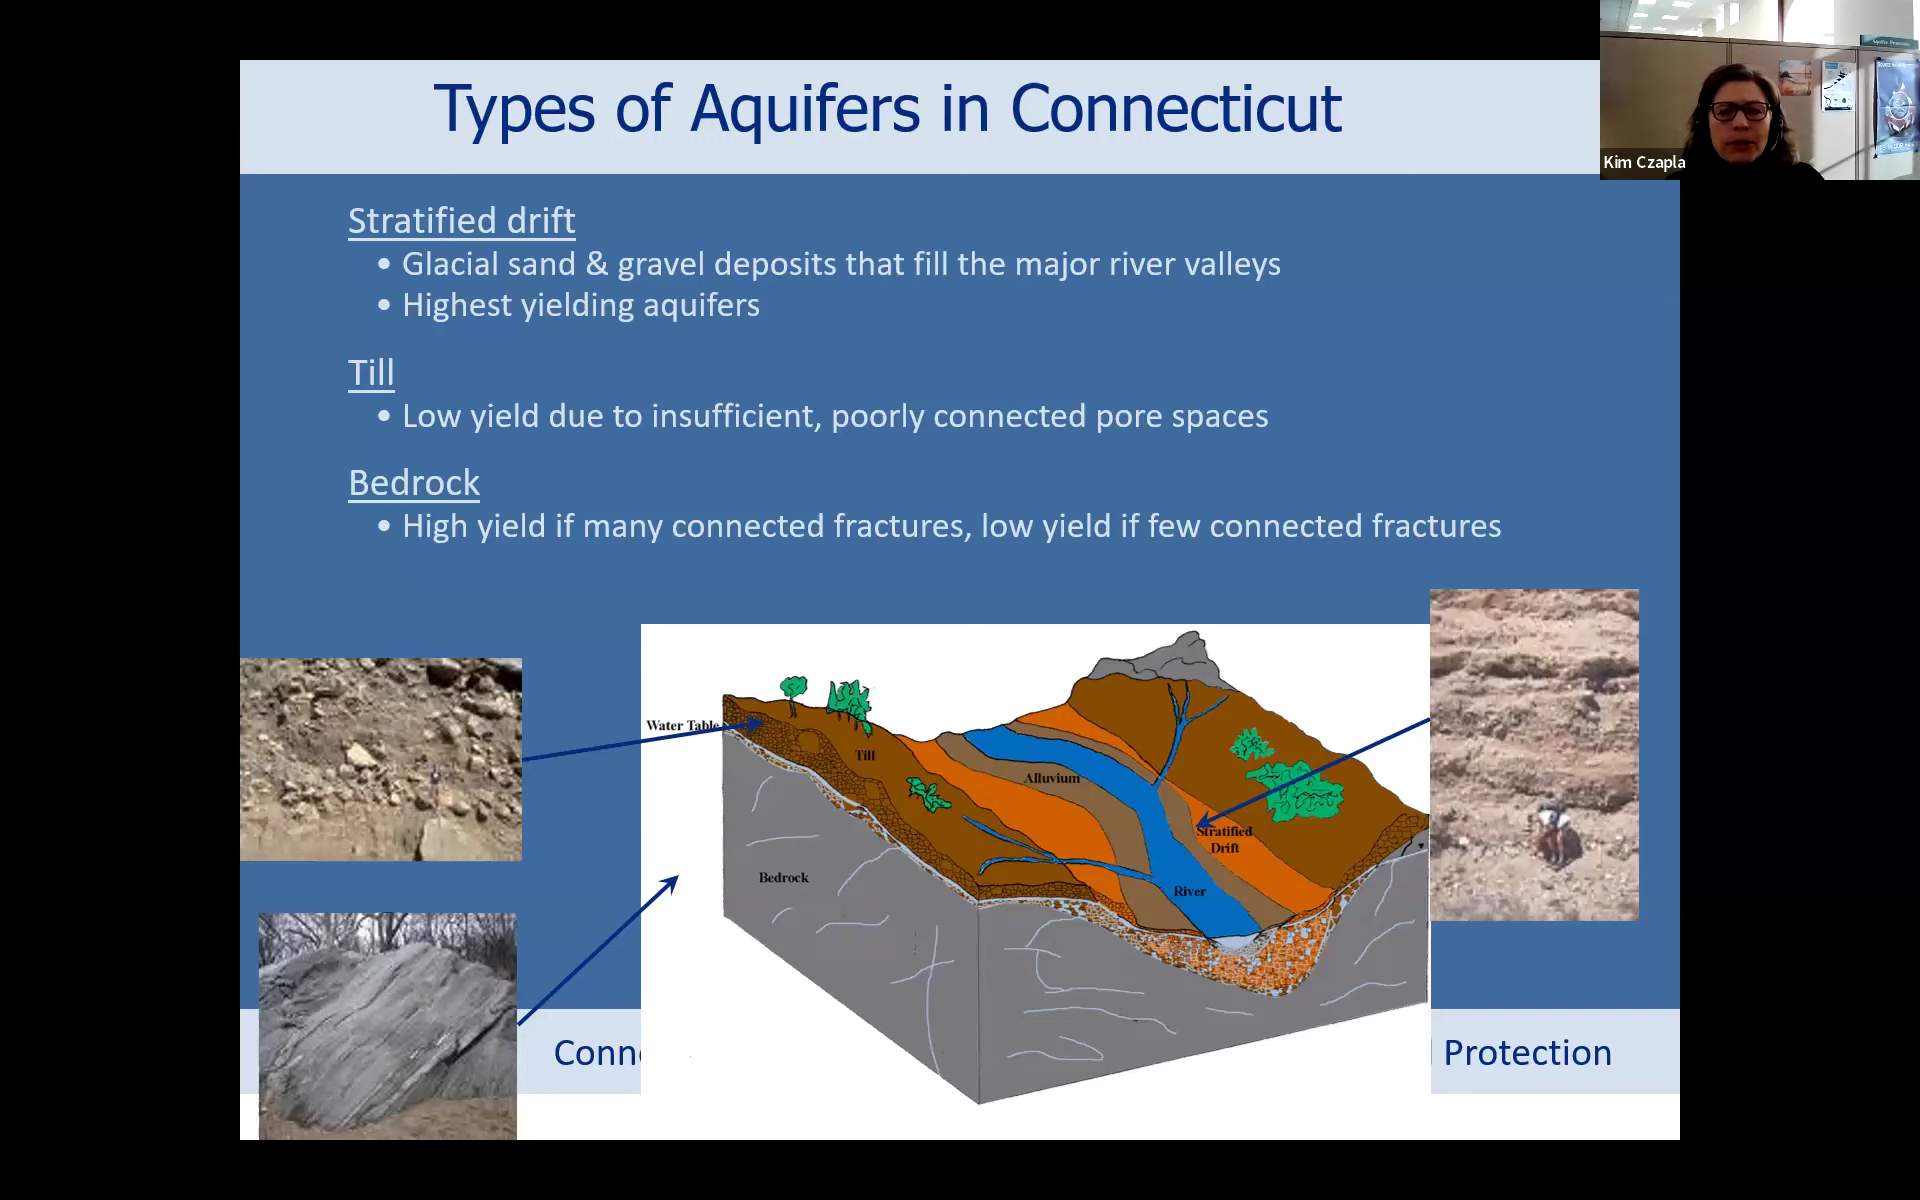 Types of Aquifers in Connecticut
Kim Czapla
Stratified drift
• Glacial sand & gravel deposits that fill the major river valleys
• Highest yielding aquifers
Till
• Low yield due to insufficient, poorly connected pore spaces
Bedrock
• High yield if many connected fractures, low yield if few connected fractures
Water Table
Till
Alluvium
Stratified
Drift
Bedrock
River
Conne
Protection